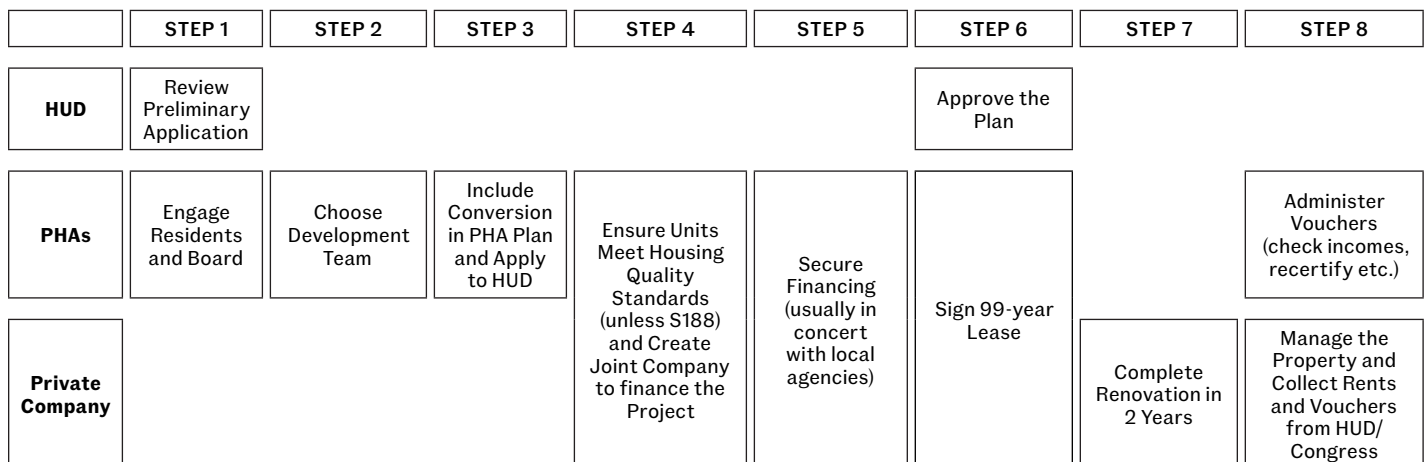 STEP 1
STEP 2
STEP 3
STEP 4
STEP 5
STEP 6
STEP 7
STEP 8
HUD
Review
Preliminary
Application
Approve the
Plan
PHAs
Engage
Residents
and Board
Choose
Development
Team
Include
Conversion
in PHA Plan
and Apply
to HUD
Ensure Units
Meet Housing
Quality
Standards
(unless S188)
and Create
Joint Company
to finance the
Project
Secure
Financing
(usually in
concert
with local
agencies)
Sign 99-year
Lease
Administer
Vouchers
(check incomes,
recertify etc.)
Private
Company
Complete
Renovation in
2 Years
Manage the
Property and
Collect Rents
and Vouchers
from HUD/
Congress